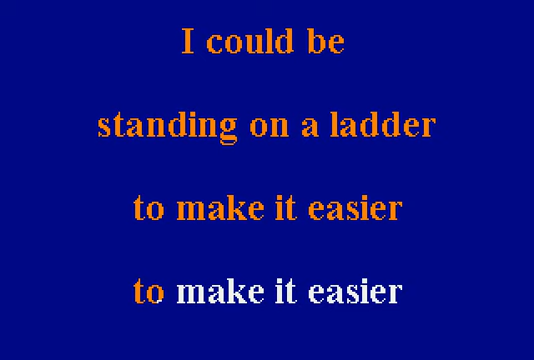 I could be
standing on a ladder
to make it easier
to make it easier